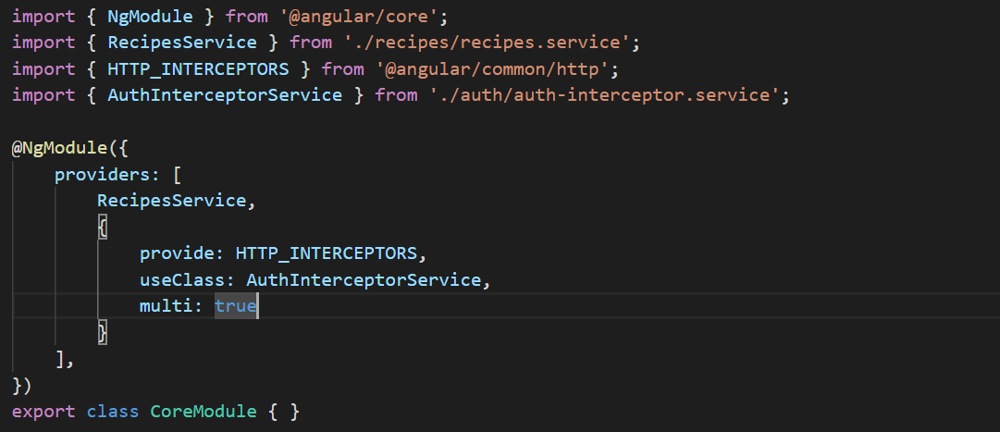 import { NgModule } from '@angular/core';
import { RecipesService } from './recipes/recipes.service';
import { HTTP_INTERCEPTORS } from '@angular/common/http';
import { AuthInterceptorService } from './auth/auth-interceptor.service';
@NgModule({
    providers: [
        RecipesService,
        {
            provide: HTTP_INTERCEPTORS,
            useClass: AuthInterceptorService,
            multi: true
        }
    ],
})
export class CoreModule { }